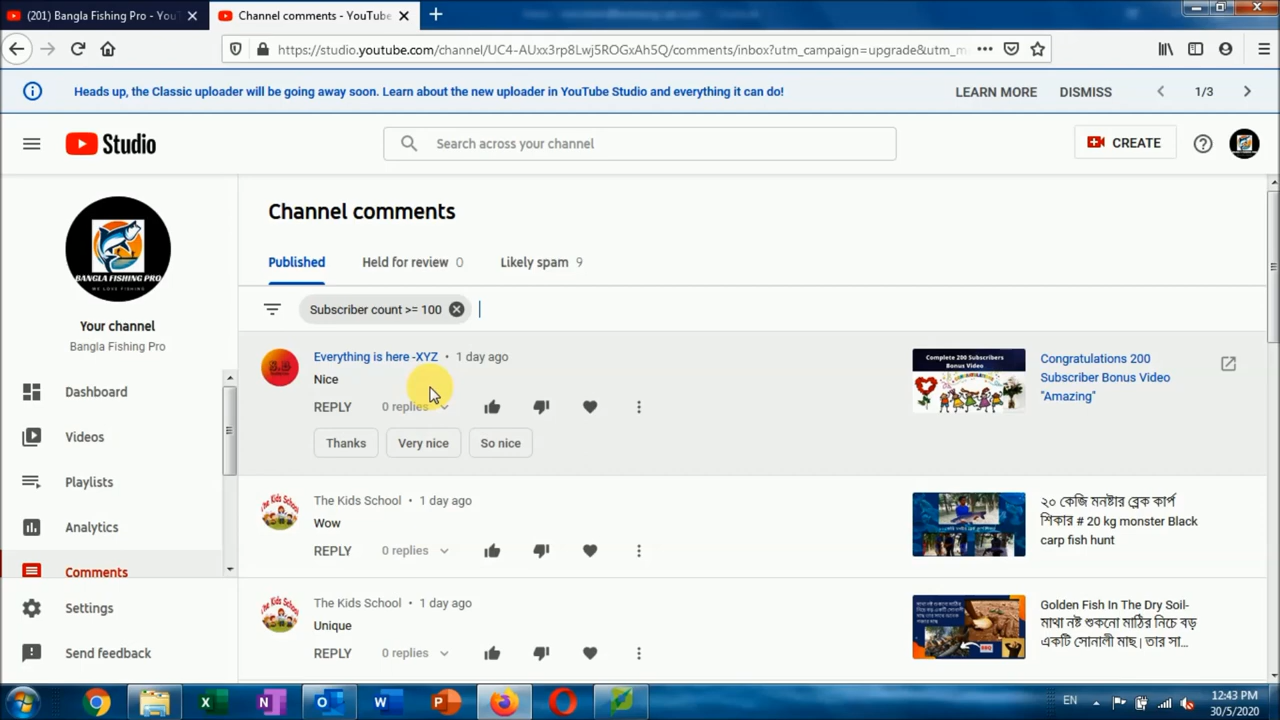 (201) Bangla Fishing Pro - YouT
Channel comments - YouTube
https://studio.youtube.com/channel/UC4-AUxx3rp8Lwj5ROGxAh5Q/comments/inbox?utm_campaign=upgrade&utm_m
Heads up, the Classic uploader will be going away soon. Learn about the new uploader in YouTube Studio and everything it can do!
LEARN MORE
DISMISS
1/3
Studio
Search across your channel
CREATE
BANGLA FISHING PRO
WE LOVE FISHING
Your channel
Bangla Fishing Pro
Dashboard
Videos
Playlists
Analytics
Comments
Settings
Send feedback
Channel comments
Published
Held for review 0
Likely spam 9
Subscriber count >= 100
Everything is here -XYZ • 1 day ago
Nice
REPLY 0 replies
Thanks
Very nice
So nice
Complete 200 Subscribers
Bonus Video
Congratulations 200
Subscriber Bonus Video
"Amazing"
The Kids School • 1 day ago
Wow
REPLY 0 replies
২০ কেজি মনষ্টার ব্লেক কার্প
শিকার # 20 kg monster Black
carp fish hunt
The Kids School • 1 day ago
Unique
REPLY 0 replies
Golden Fish In The Dry Soil-
মাথা নষ্ট শুকনো মাঠির নিচে বড়
একটি সোনালী মাছ|তার সা...
EN
12:43 PM
30/5/2020